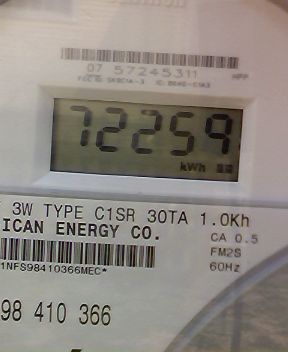 07 57245311
72259
kWh
3W TYPE C1SR 30TA 1.0Kh
ICAN ENERGY CO.
CA 0.5
FM2S
60Hz
1NFS98410366MEC*
98 410 366